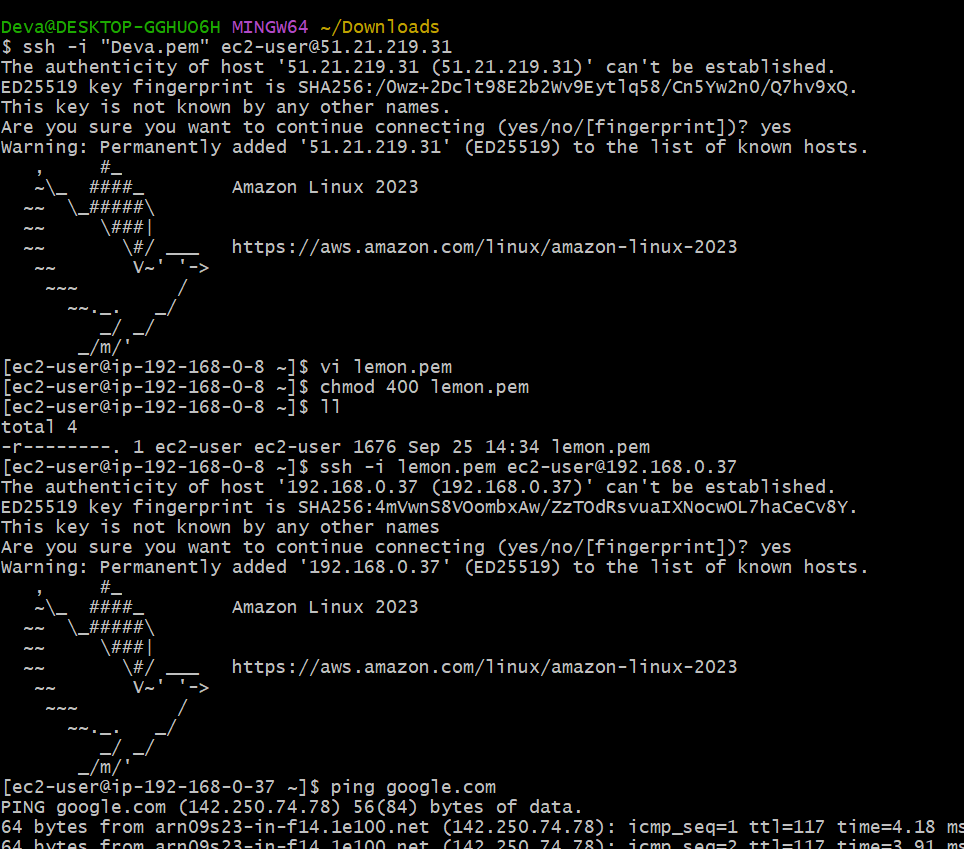 Deva@DESKTOP-GGHUO6H MINGW64 ~/Downloads
$ ssh -i "Deva.pem" ec2-user@51.21.219.31
The authenticity of host '51.21.219.31 (51.21.219.31)' can't be established.
ED25519 key fingerprint is SHA256:/Owz+2Dclt98E2b2Wv9Eytlq58/Cn5Yw2n0/Q7hv9xQ.
This key is not known by any other names.
Are you sure you want to continue connecting (yes/no/[fingerprint])? yes
Warning: Permanently added '51.21.219.31' (ED25519) to the list of known hosts.
   ,     #_
   ~\_  ####_        Amazon Linux 2023
  ~~  \_#####\
  ~~     \###|
  ~~       \#/ ___   https://aws.amazon.com/linux/amazon-linux-2023
   ~~       V~' '->
    ~~~         /
      ~~._.   _/
         _/ _/
       _/m/'
[ec2-user@ip-192-168-0-8 ~]$ vi lemon.pem
[ec2-user@ip-192-168-0-8 ~]$ chmod 400 lemon.pem
[ec2-user@ip-192-168-0-8 ~]$ ll
total 4
-r--------. 1 ec2-user ec2-user 1676 Sep 25 14:34 lemon.pem
[ec2-user@ip-192-168-0-8 ~]$ ssh -i lemon.pem ec2-user@192.168.0.37
The authenticity of host '192.168.0.37 (192.168.0.37)' can't be established.
ED25519 key fingerprint is SHA256:4mVwnS8VOombxAw/ZzTOdRsvuaIXNocwOL7haCeCv8Y.
This key is not known by any other names
Are you sure you want to continue connecting (yes/no/[fingerprint])? yes
Warning: Permanently added '192.168.0.37' (ED25519) to the list of known hosts.
   ,     #_
   ~\_  ####_        Amazon Linux 2023
  ~~  \_#####\
  ~~     \###|
  ~~       \#/ ___   https://aws.amazon.com/linux/amazon-linux-2023
   ~~       V~' '->
    ~~~         /
      ~~._.   _/
         _/ _/
       _/m/'
[ec2-user@ip-192-168-0-37 ~]$ ping google.com
PING google.com (142.250.74.78) 56(84) bytes of data.
64 bytes from arn09s23-in-f14.1e100.net (142.250.74.78): icmp_seq=1 ttl=117 time=4.18 ms
64 bytes from arn09s23-in-f14.1e100.net (142.250.74.78): icmp_seq=2 ttl=117 time=3.91 ms